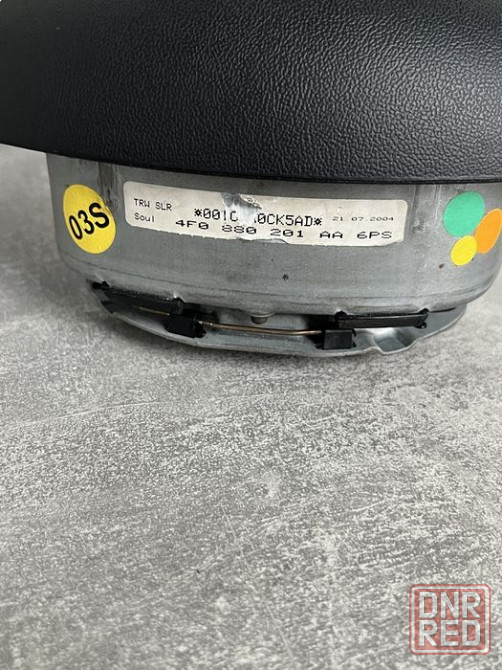 03S
TRW SLR
*001C 0CK5AD*
21.07.2004
Soul
4F0 880 201 AA 6PS
DNR
RED